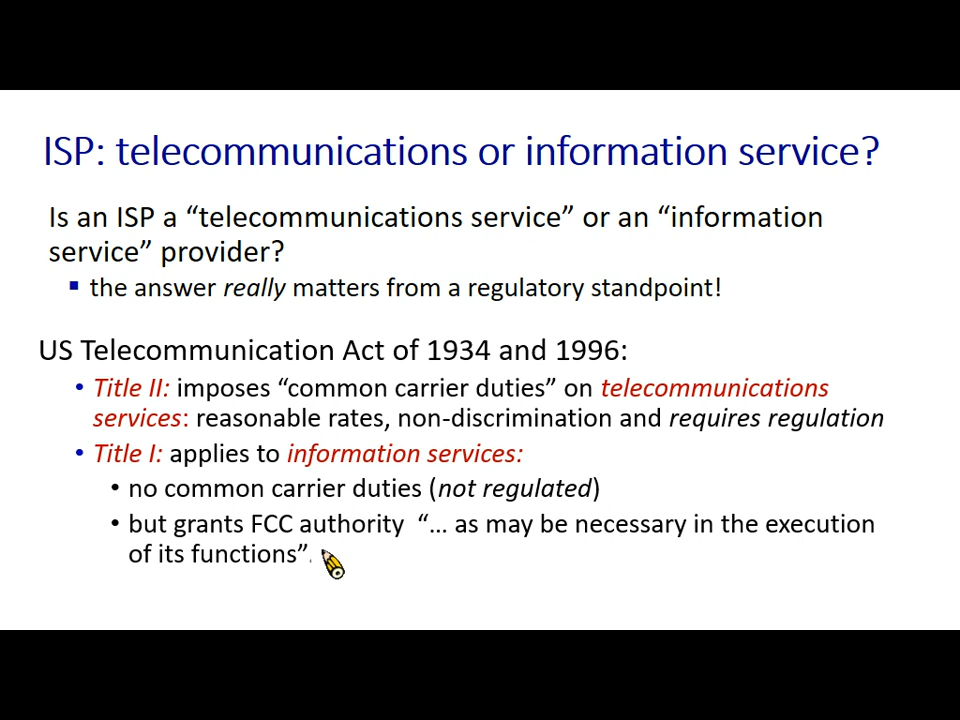 ISP: telecommunications or information service?
Is an ISP a “telecommunications service” or an “information
service” provider?
▪ the answer really matters from a regulatory standpoint!
US Telecommunication Act of 1934 and 1996:
• Title II: imposes “common carrier duties” on telecommunications
services: reasonable rates, non-discrimination and requires regulation
• Title I: applies to information services:
• no common carrier duties (not regulated)
• but grants FCC authority “… as may be necessary in the execution
of its functions”.